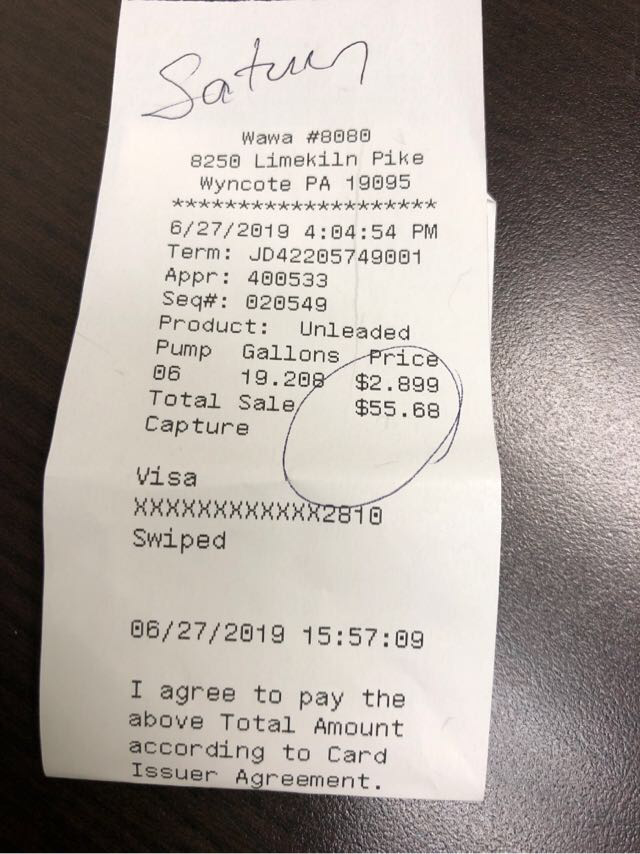 Saturn
Wawa #8080
8250 Limekiln Pike
Wyncote PA 19095
********************
6/27/2019 4:04:54 PM
Term: JD42205749001
Appr: 400533
Seq#: 020549
Product: Unleaded
Pump Gallons Price
06 19.208 $2.899
Total Sale $55.68
Capture
Visa
XXXXXXXXXXXX2810
Swiped
06/27/2019 15:57:09
I agree to pay the
above Total Amount
according to Card
Issuer Agreement.